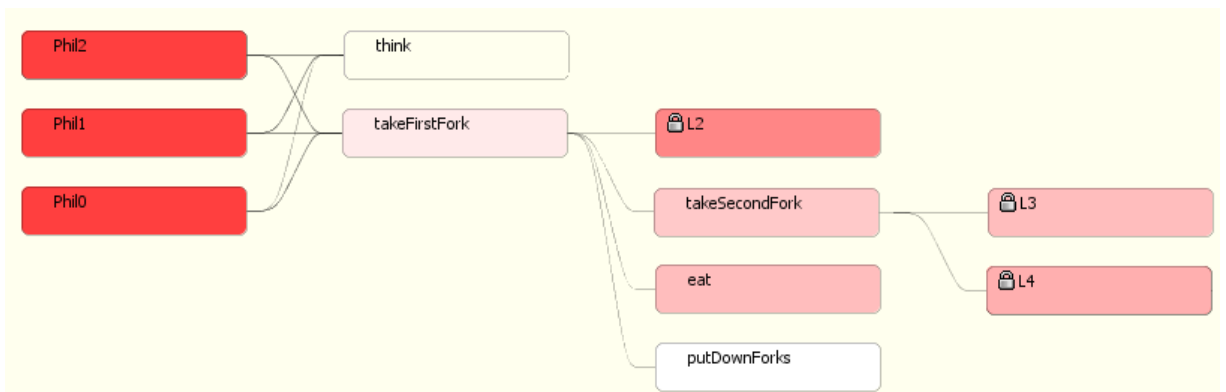 Phil2
think
Phil1
takeFirstFork
L2
Phil0
takeSecondFork
L3
eat
L4
putDownForks